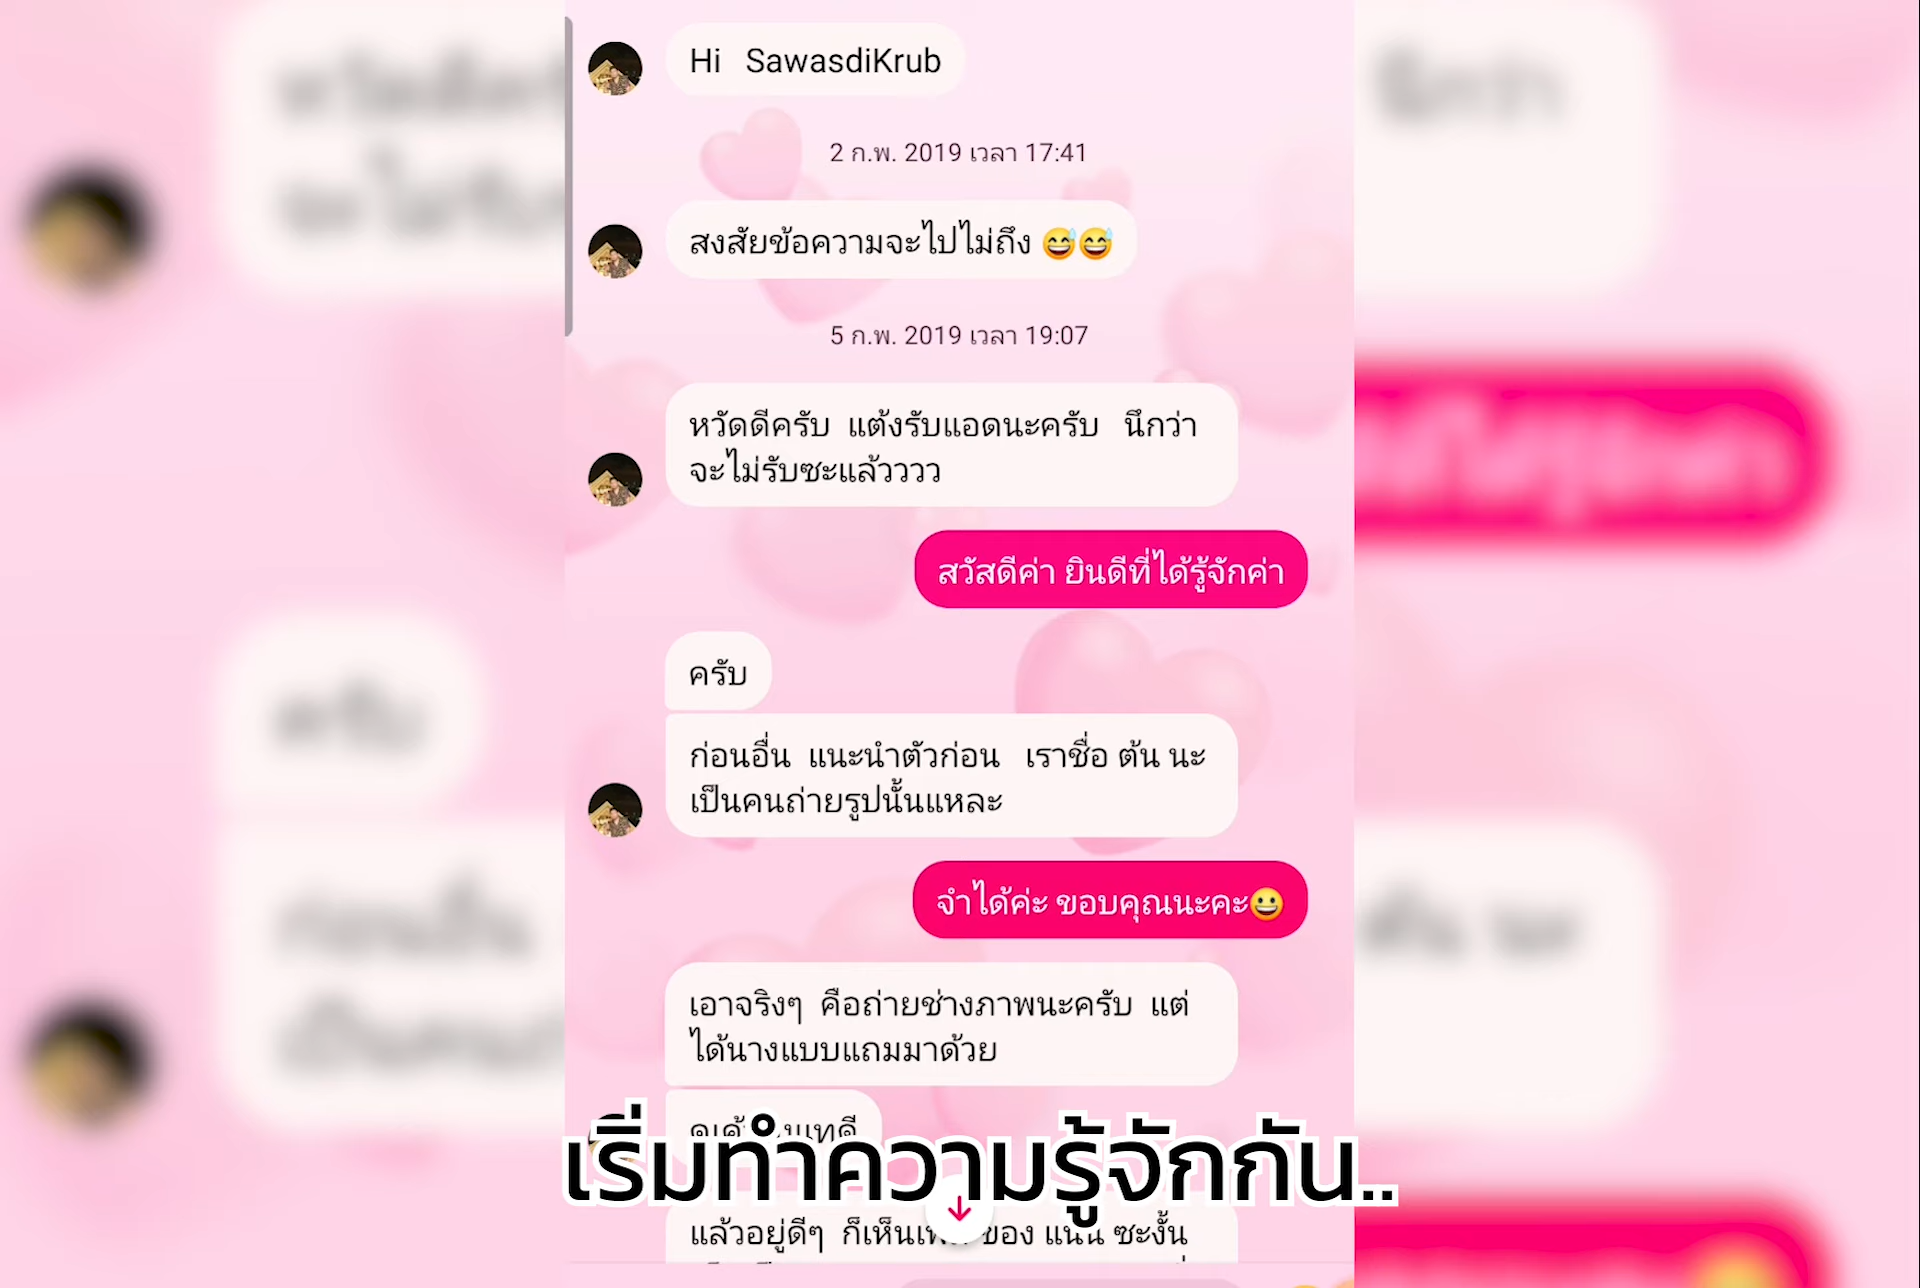 Hi   SawasdiKrub
2 ก.พ. 2019 เวลา 17:41
สงสัยข้อความจะไปไม่ถึง 😅😅
5 ก.พ. 2019 เวลา 19:07
หวัดดีครับ  แต้งรับแอดนะครับ   นึกว่า
จะไม่รับซะแล้วววว
สวัสดีค่า ยินดีที่ได้รู้จักค่า
ครับ
ก่อนอื่น  แนะนำตัวก่อน   เราชื่อ ต้น นะ
เป็นคนถ่ายรูปนั้นแหละ
จำได้ค่ะ ขอบคุณนะคะ😀
เอาจริงๆ  คือถ่ายช่างภาพนะครับ  แต่
ได้นางแบบแถมมาด้วย
เริ่มทำความรู้จักกัน..
แล้วอยู่ดีๆ  ก็เห็น ของ แนน ซะงั้น